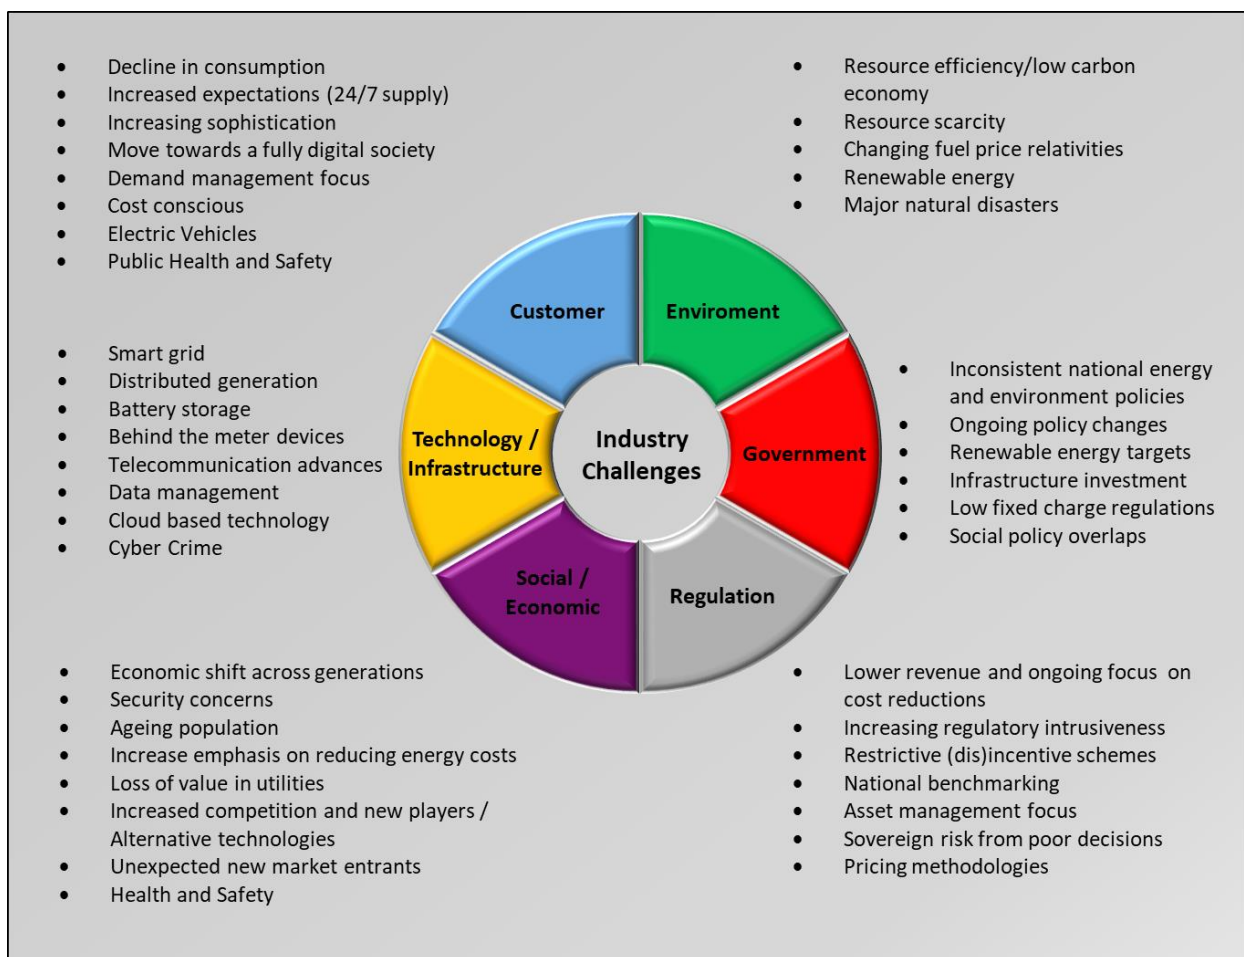 • Decline in consumption
• Increased expectations (24/7 supply)
• Increasing sophistication
• Move towards a fully digital society
• Demand management focus
• Cost conscious
• Electric Vehicles
• Public Health and Safety
• Resource efficiency/low carbon
economy
• Resource scarcity
• Changing fuel price relativities
• Renewable energy
• Major natural disasters
Customer
Enviroment
• Smart grid
• Distributed generation
• Battery storage
• Behind the meter devices
• Telecommunication advances
• Data management
• Cloud based technology
• Cyber Crime
Technology /
Infrastructure
Industry
Challenges
Government
• Inconsistent national energy
and environment policies
• Ongoing policy changes
• Renewable energy targets
• Infrastructure investment
• Low fixed charge regulations
• Social policy overlaps
Social /
Economic
Regulation
• Economic shift across generations
• Security concerns
• Ageing population
• Increase emphasis on reducing energy costs
• Loss of value in utilities
• Increased competition and new players /
Alternative technologies
• Unexpected new market entrants
• Health and Safety
• Lower revenue and ongoing focus on
cost reductions
• Increasing regulatory intrusiveness
• Restrictive (dis)incentive schemes
• National benchmarking
• Asset management focus
• Sovereign risk from poor decisions
• Pricing methodologies